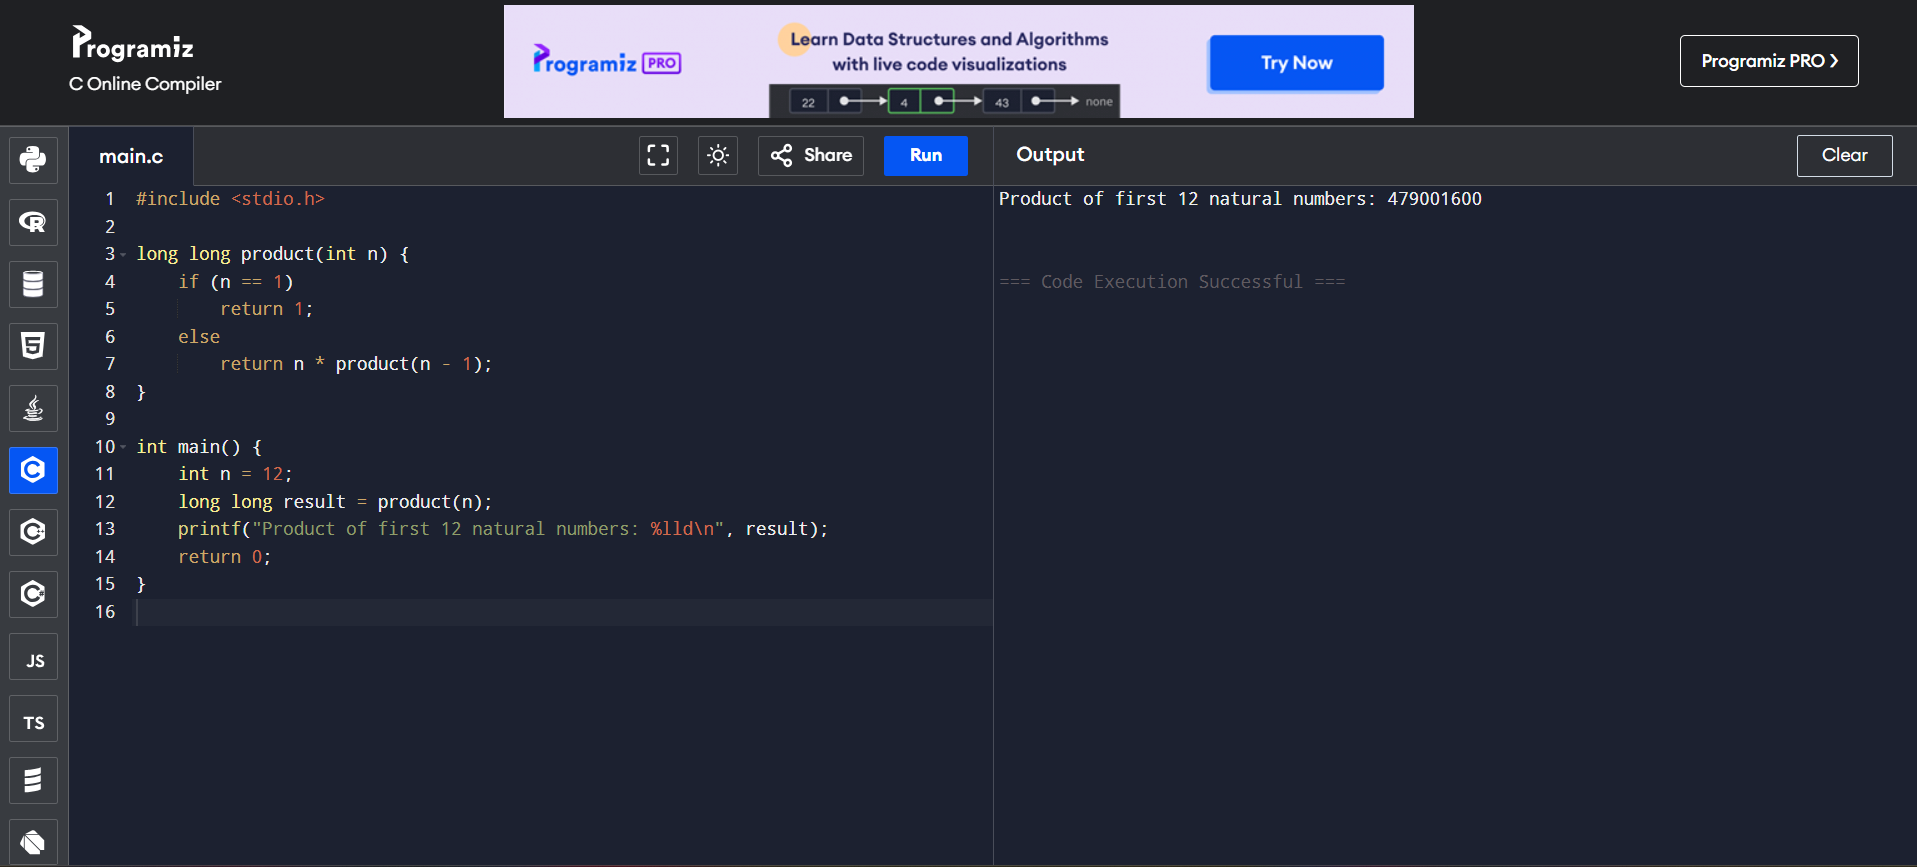 Programiz
C Online Compiler
Programiz PRO
Learn Data Structures and Algorithms
with live code visualizations
22 4 43 none
Try Now
Programiz PRO ❯
main.c
Share
Run
Output
Clear
1 #include <stdio.h>
2
3 long long product(int n) {
4     if (n == 1)
5         return 1;
6     else
7         return n * product(n - 1);
8 }
9
10 int main() {
11     int n = 12;
12     long long result = product(n);
13     printf("Product of first 12 natural numbers: %lld\n", result);
14     return 0;
15 }
16
Product of first 12 natural numbers: 479001600
=== Code Execution Successful ===
R
5
C
C
C
JS
TS